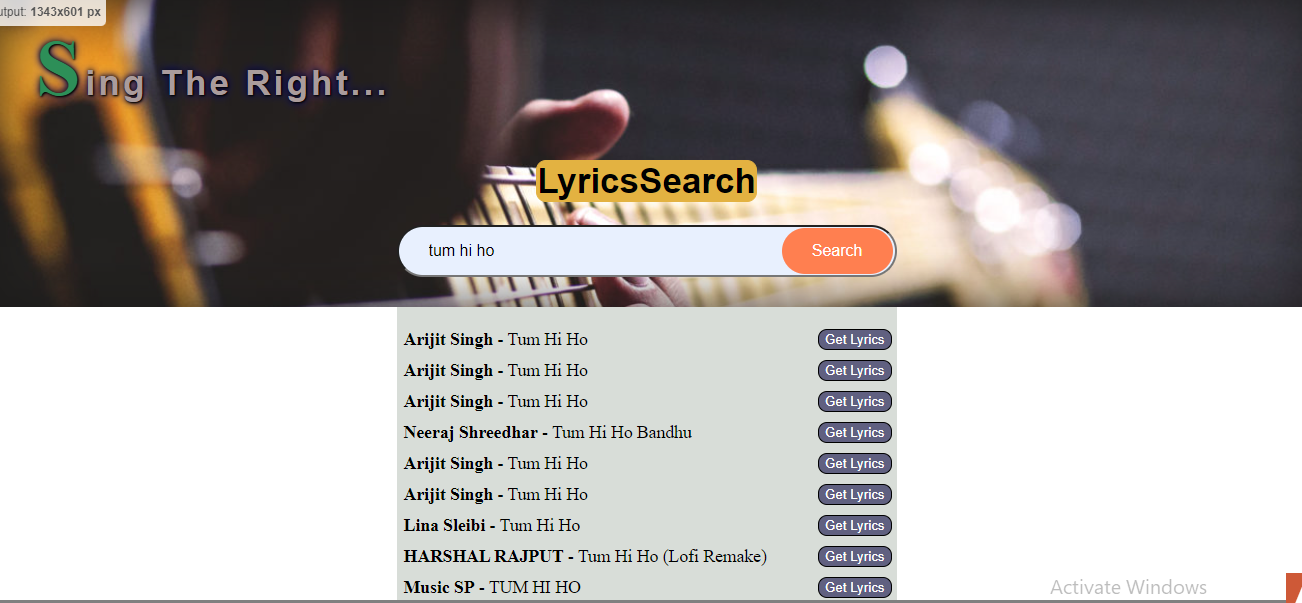 utput: 1343x601 px
Sing The Right...
LyricsSearch
tum hi ho Search
Arijit Singh - Tum Hi Ho Get Lyrics
Arijit Singh - Tum Hi Ho Get Lyrics
Arijit Singh - Tum Hi Ho Get Lyrics
Neeraj Shreedhar - Tum Hi Ho Bandhu Get Lyrics
Arijit Singh - Tum Hi Ho Get Lyrics
Arijit Singh - Tum Hi Ho Get Lyrics
Lina Sleibi - Tum Hi Ho Get Lyrics
HARSHAL RAJPUT - Tum Hi Ho (Lofi Remake) Get Lyrics
Music SP - TUM HI HO Get Lyrics
Activate Windows